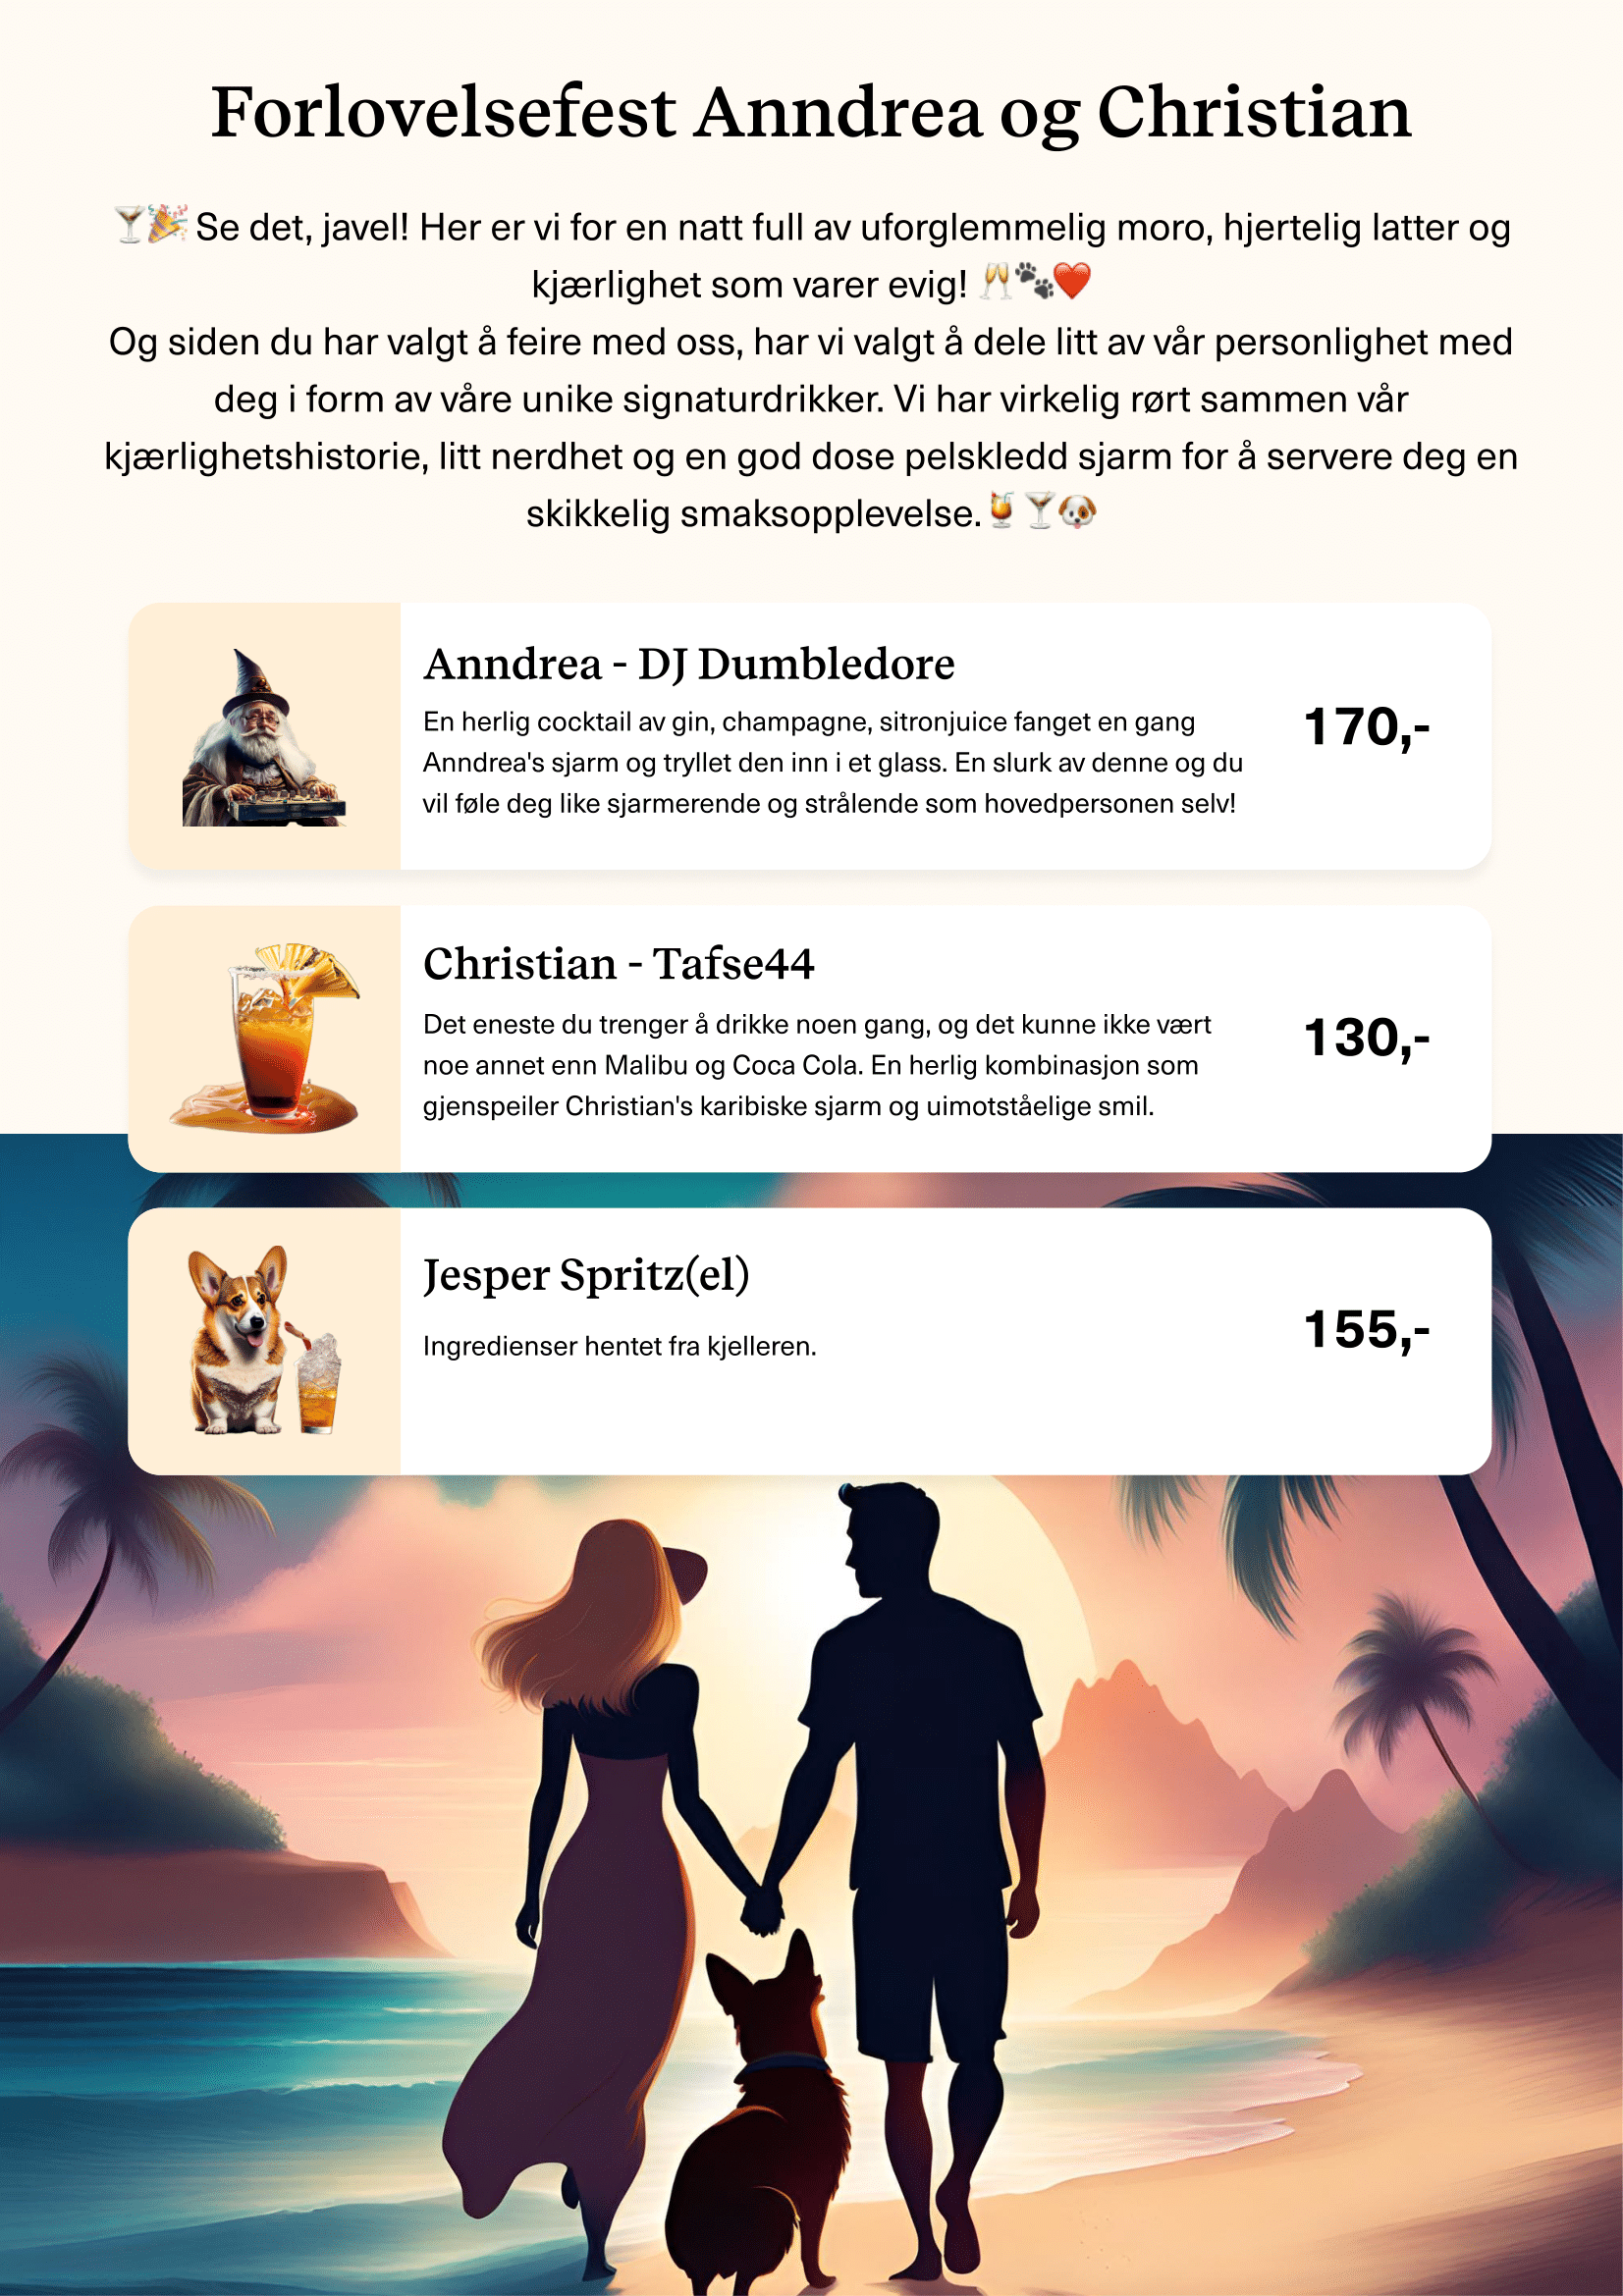 Forlovelsefest Anndrea og Christian
🍸🎉 Se det, javel! Her er vi for en natt full av uforglemmelig moro, hjertelig latter og
kjærlighet som varer evig! 🥂🐾❤️
Og siden du har valgt å feire med oss, har vi valgt å dele litt av vår personlighet med
deg i form av våre unike signaturdrikker. Vi har virkelig rørt sammen vår
kjærlighetshistorie, litt nerdhet og en god dose pelskledd sjarm for å servere deg en
skikkelig smaksopplevelse.🍹🍸🐶
Anndrea - DJ Dumbledore
En herlig cocktail av gin, champagne, sitronjuice fanget en gang
Anndrea's sjarm og tryllet den inn i et glass. En slurk av denne og du
vil føle deg like sjarmerende og strålende som hovedpersonen selv!
170,-
Christian - Tafse44
Det eneste du trenger å drikke noen gang, og det kunne ikke vært
noe annet enn Malibu og Coca Cola. En herlig kombinasjon som
gjenspeiler Christian's karibiske sjarm og uimotståelige smil.
130,-
Jesper Spritz(el)
Ingredienser hentet fra kjelleren.
155,-